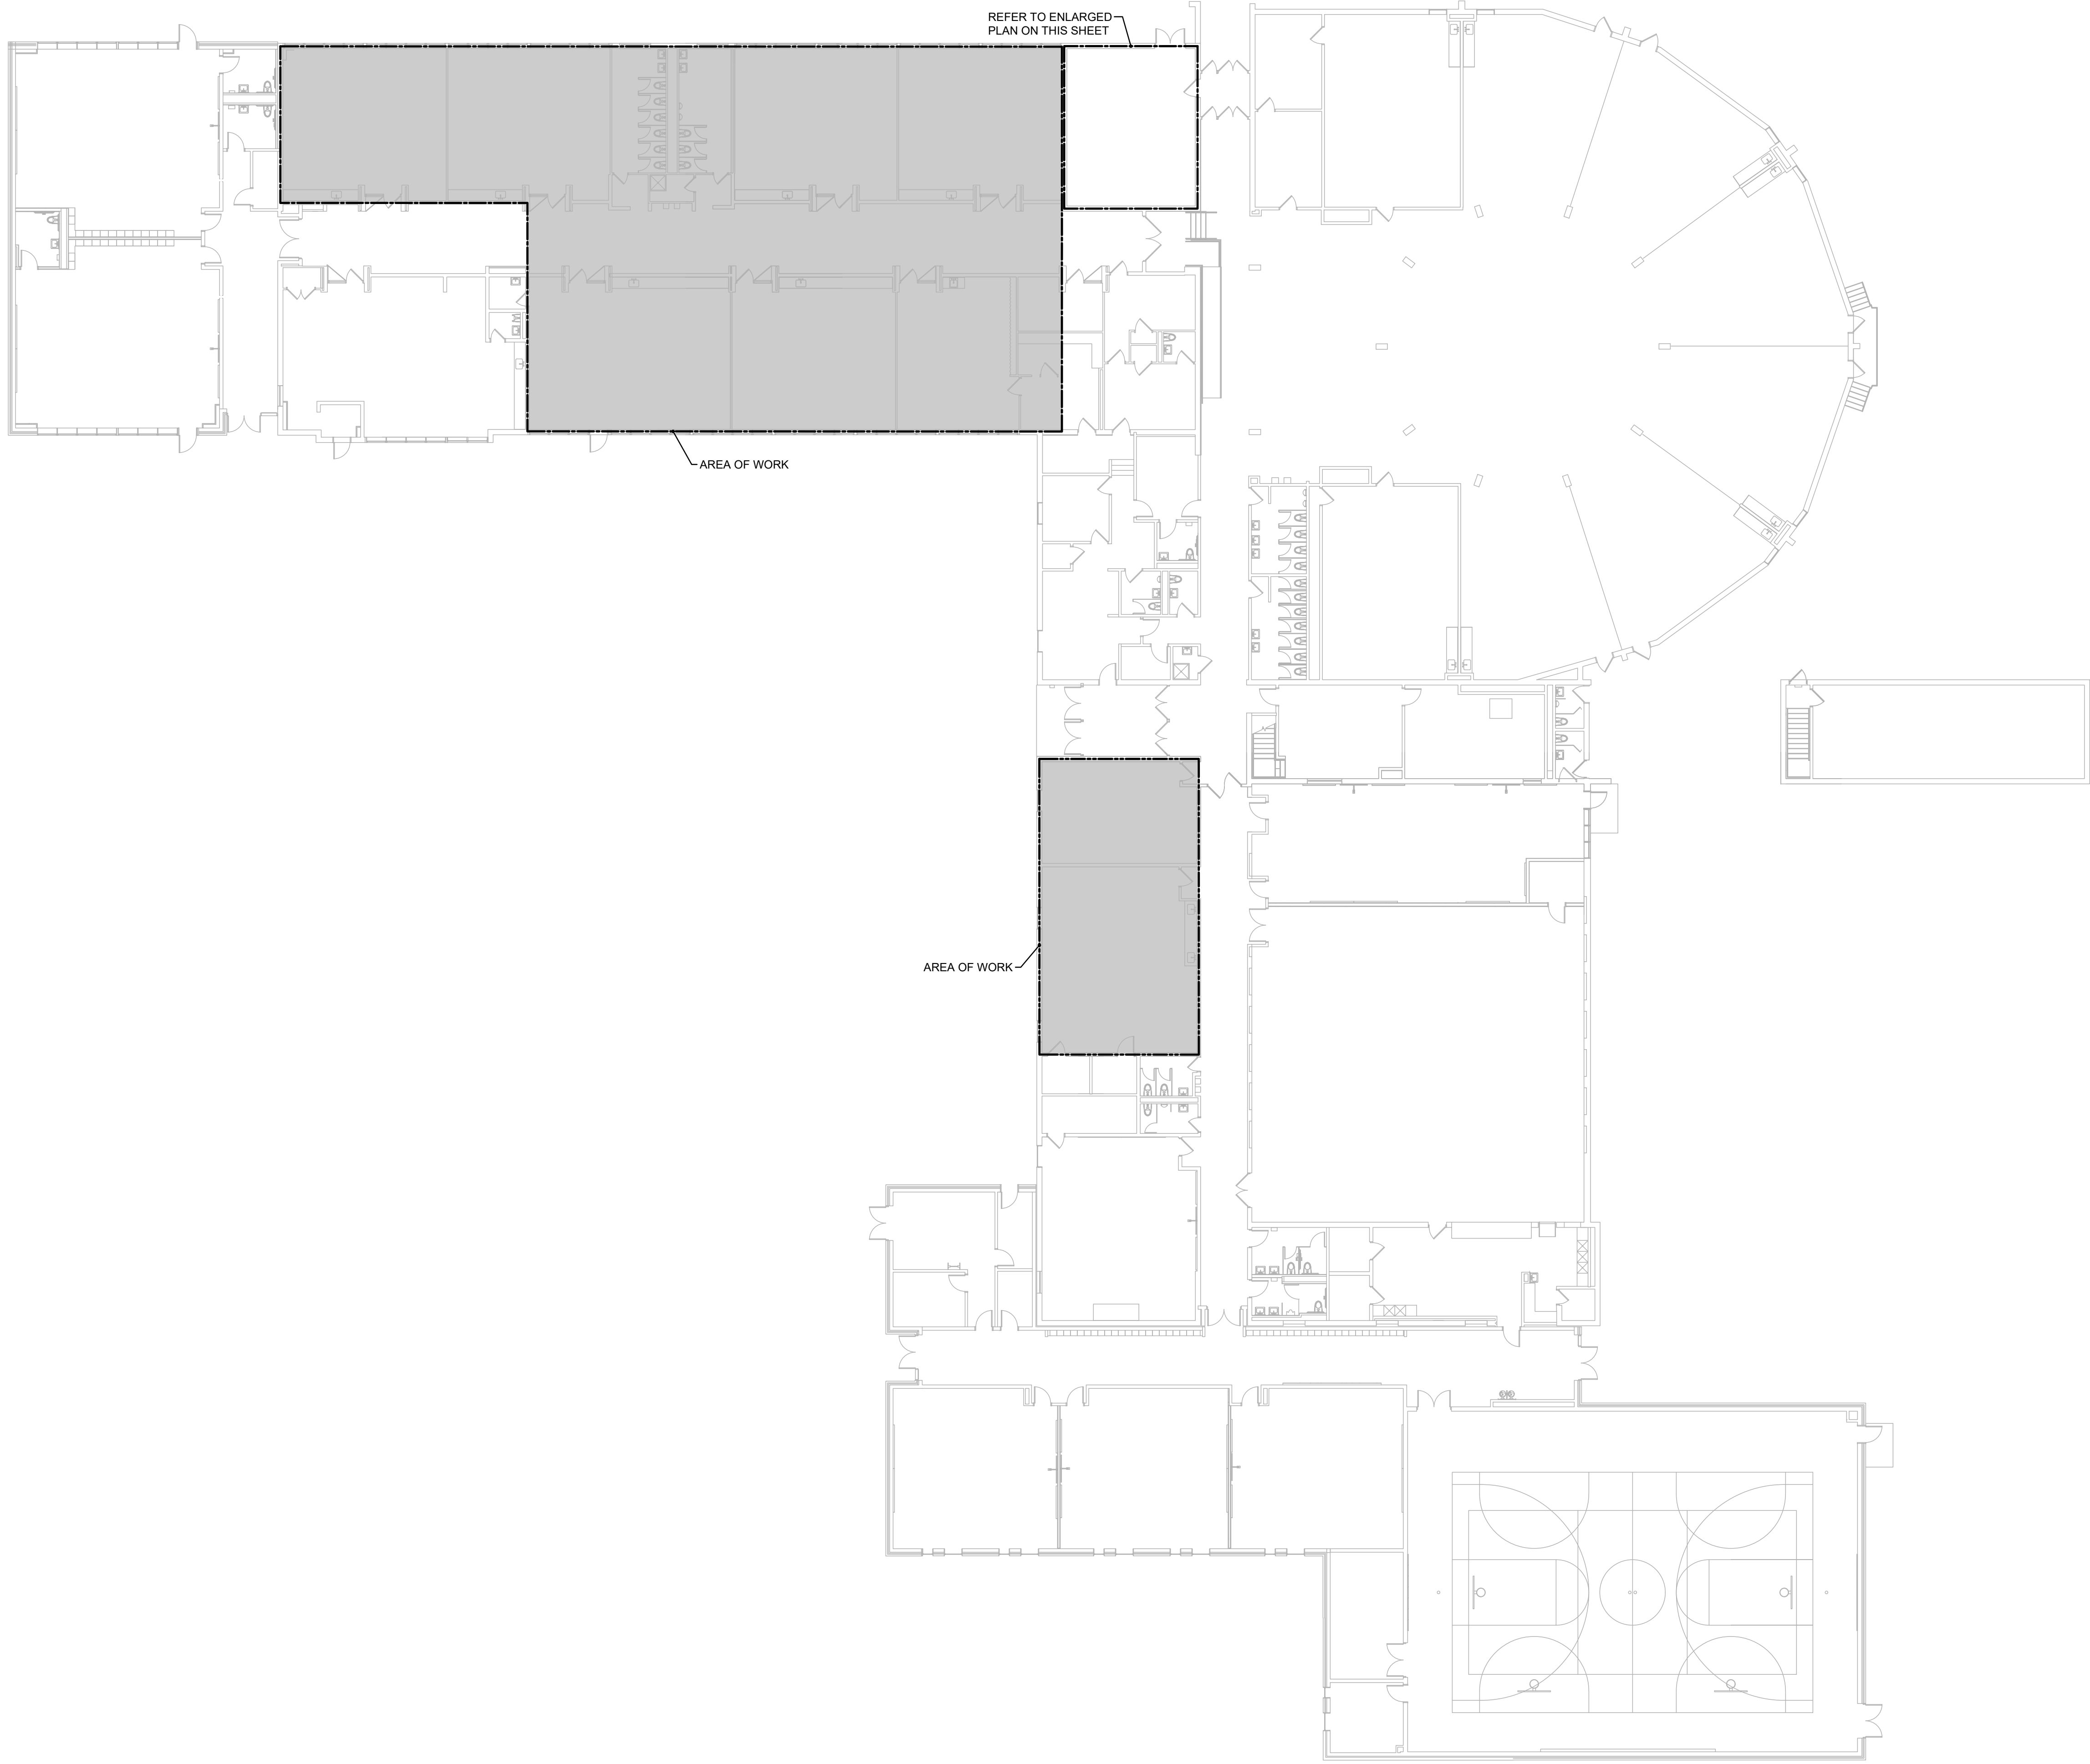 REFER TO ENLARGED
PLAN ON THIS SHEET
AREA OF WORK
AREA OF WORK